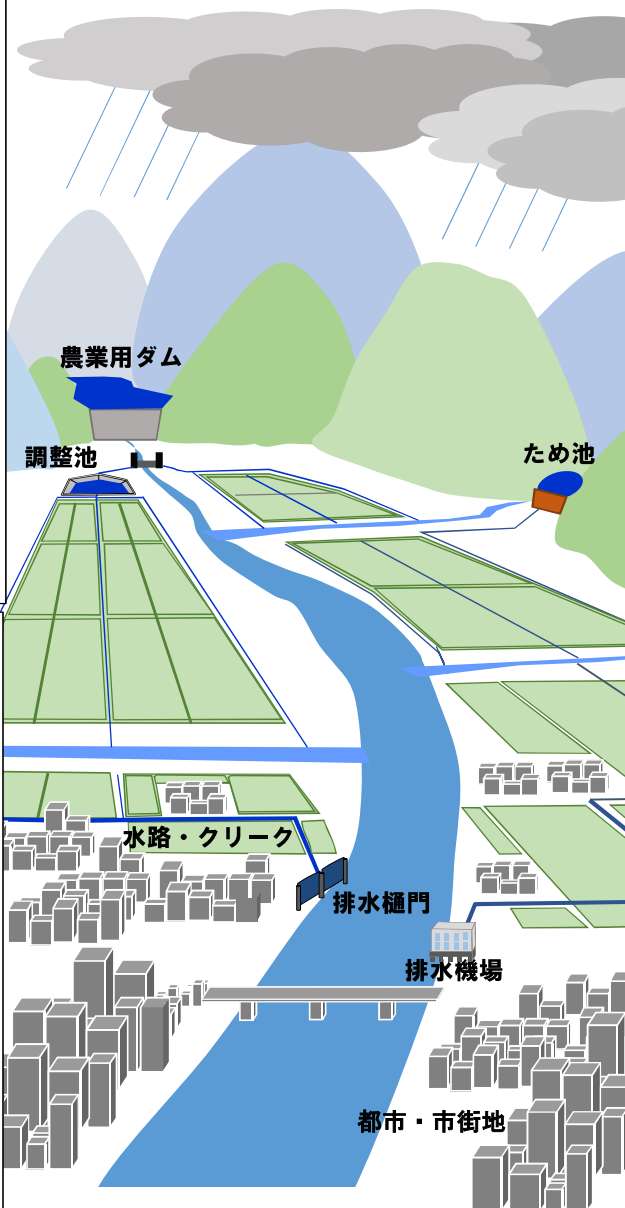 農業用ダム
調整池
ため池
水路・クリーク
排水樋門
排水機場
都市・市街地